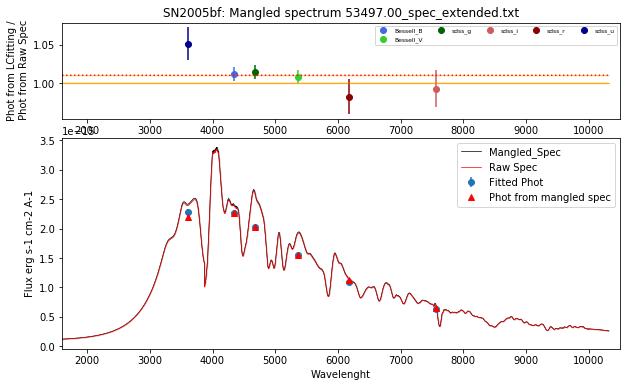 SN2005bf: Mangled spectrum 53497.00_spec_extended.txt
Phot from LCfitting /
Phot from Raw Spec
1.05
1.00
Bessell_B
Bessell_V
sdss_g
sdss_i
sdss_r
sdss_u
2000 3000 4000 5000 6000 7000 8000 9000 10000
1e−15
Flux erg s-1 cm-2 A-1
3.5
3.0
2.5
2.0
1.5
1.0
0.5
0.0
Mangled_Spec
Raw Spec
Fitted Phot
Phot from mangled spec
2000 3000 4000 5000 6000 7000 8000 9000 10000
Wavelenght